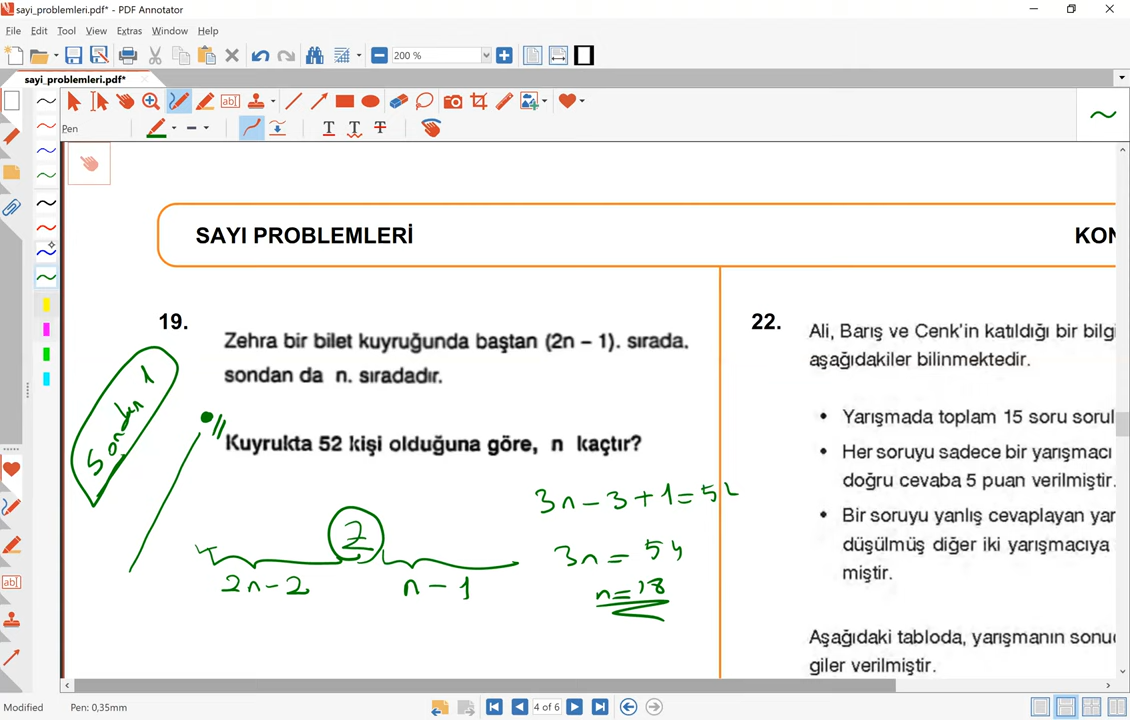 sayi_problemleri.pdf* - PDF Annotator
File Edit Tool View Extras Window Help
200 %
sayi_problemleri.pdf*
Pen
SAYI PROBLEMLERİ
KON
19.
Zehra bir bilet kuyruğunda baştan (2n – 1). sırada,
sondan da n. sıradadır.
Kuyrukta 52 kişi olduğuna göre, n kaçtır?
Sondan 1
3n - 3 + 1 = 52
3n = 54
n = 18
Z
2n - 2
n - 1
22.
Ali, Barış ve Cenk'in katıldığı bir bilgi
aşağıdakiler bilinmektedir.
• Yarışmada toplam 15 soru sorul
• Her soruyu sadece bir yarışmacı
doğru cevaba 5 puan verilmiştir.
• Bir soruyu yanlış cevaplayan yar
düşülmüş diğer iki yarışmacıya
miştir.
Aşağıdaki tabloda, yarışmanın sonu
giler verilmiştir.
Modified
Pen: 0,35mm
4 of 6